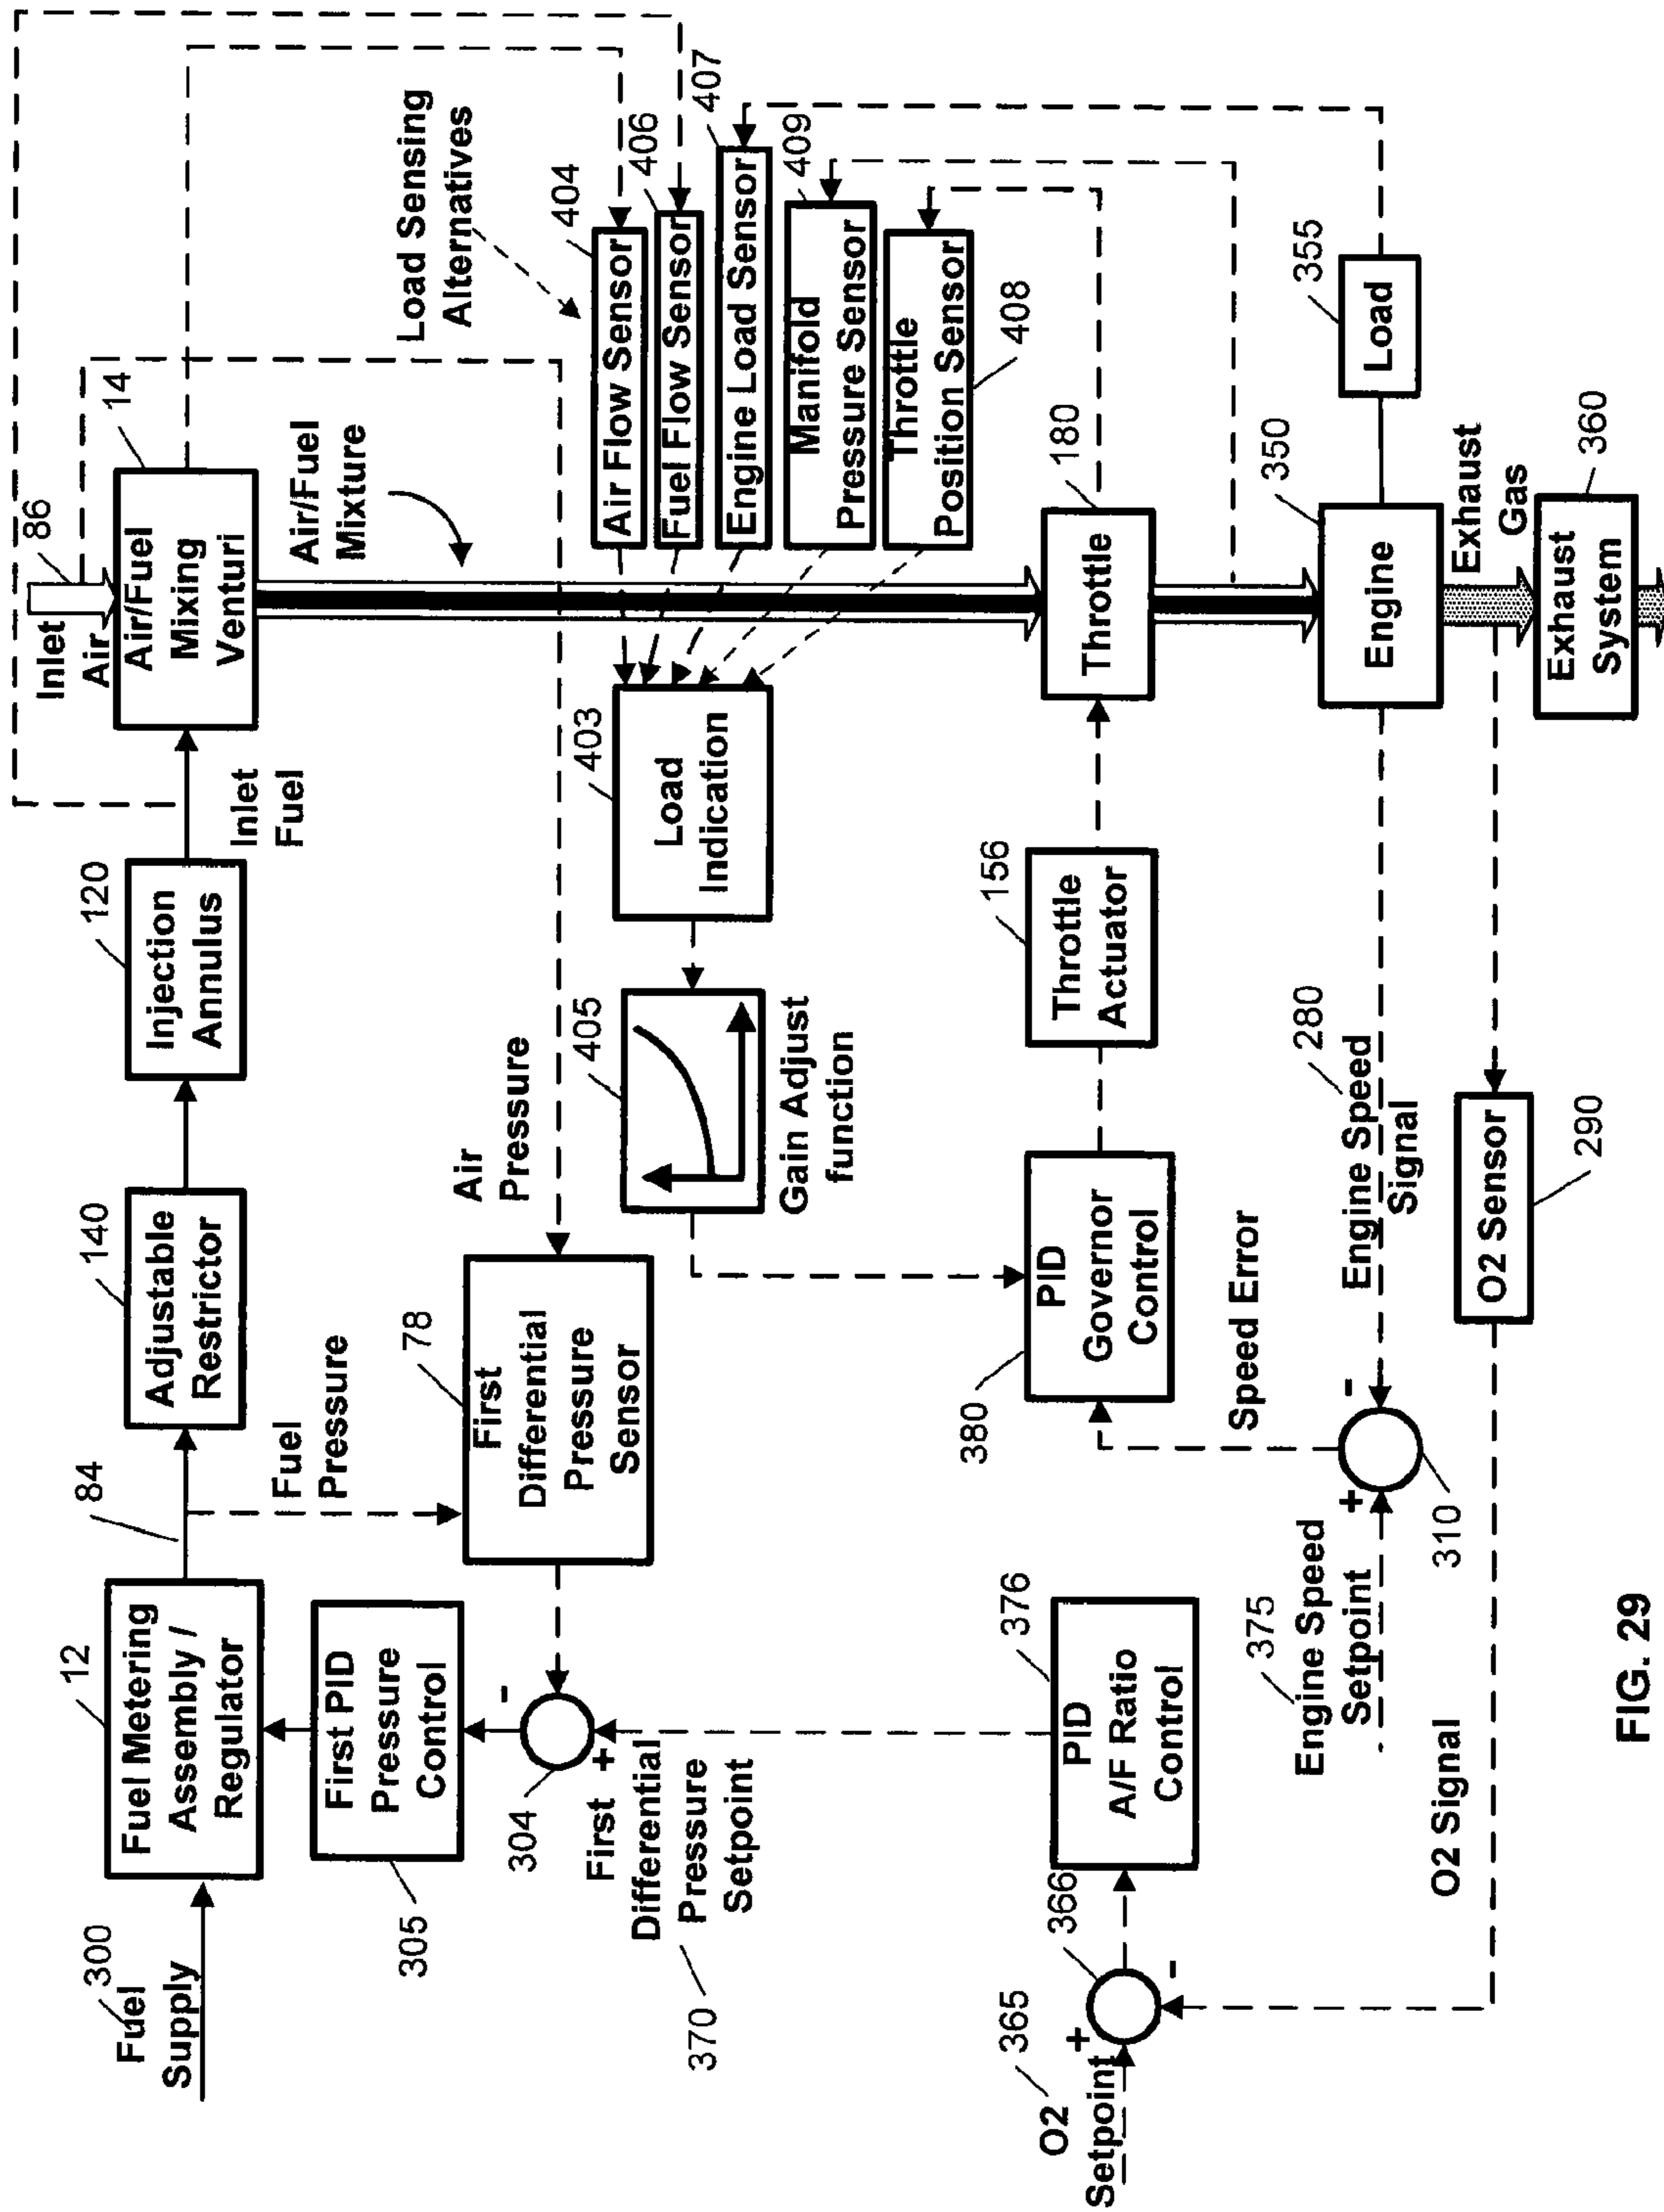 300
Fuel
Supply
12
Fuel Metering
Assembly /
Regulator
84
140
Adjustable
Restrictor
120
Injection
Annulus
Inlet
Fuel
Inlet
Air
86
Air/Fuel
Mixing
Venturi
14
Air/Fuel
Mixture
Load Sensing
Alternatives
305
First PID
Pressure
Control
Fuel
Pressure
78
First
Differential
Pressure
Sensor
Air
Pressure
304
-
+
First
Differential
Pressure
Setpoint
370
405
Gain Adjust
function
403
Load
Indication
404
Air Flow Sensor
406
Fuel Flow Sensor
407
Engine Load Sensor
409
Manifold
Pressure Sensor
Throttle
Position Sensor
408
O2
Setpoint
365
+
366
-
376
PID
A/F Ratio
Control
380
PID
Governor
Control
156
Throttle
Actuator
180
Throttle
Speed Error
375
Engine Speed
Setpoint
+
-
310
Engine Speed
Signal
280
350
Engine
355
Load
Exhaust
Gas
O2 Signal
O2 Sensor
290
Exhaust
System
360
FIG. 29